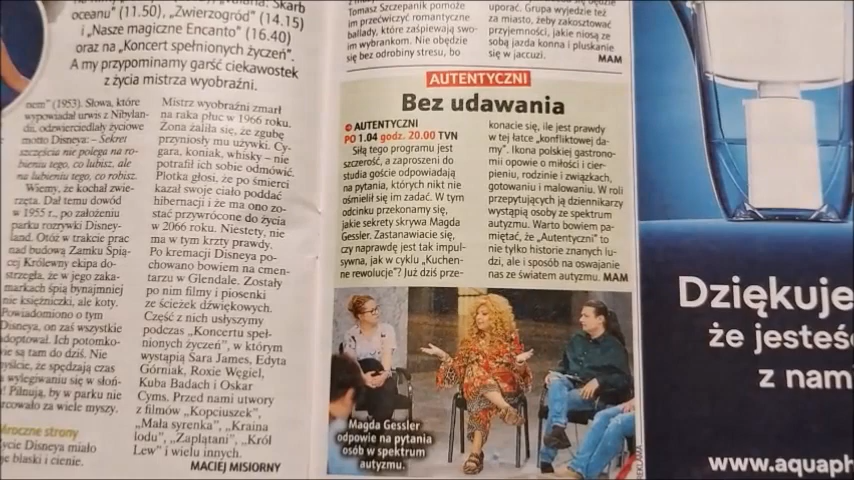 oceanu" (11.50), „Zwierzogród" (14.15)
i „Nasze magiczne Encanto" (16.40)
oraz na „Koncert spełnionych życzeń".
A my przypominamy garść ciekawostek
z życia mistrza wyobraźni.
nem" (1953). Słowa, które
wypowiadał urwis z Nibylan-
dii, odzwierciedlały życiowe
motto Disneya: – Sekret
szczęścia nie polega na ro-
bieniu tego, co lubisz, ale
na lubieniu tego, co robisz.
Wiemy, że kochał zwie-
rzęta. Dał temu dowód
w 1955 r., po założeniu
parku rozrywki Disney-
landu. Otóż w trakcie prac
nad budową Zamku Śpią-
cej Królewny ekipa do-
strzegła, że w jego zaka-
markach śpią bynajmniej
nie księżniczki, ale koty.
Powiadomiono o tym
Disneya, on zaś wszystkie
adoptował. Ich potomko-
wie są tam do dziś. Nie
myślcie, że spędzają czas
a wylegiwaniu się w słoń-
! Pilnują, by w parku nie
rcowało za wiele myszy.
Mroczne strony
Życie Disneya miało
je blaski i cienie.
Mistrz wyobraźni zmarł
na raka płuc w 1966 roku.
Żona żaliła się, że zgubę
przyniosły mu używki. Cy-
gara, koniak, whisky – nie
potrafił ich sobie odmówić.
Plotka głosi, że po śmierci
kazał swoje ciało poddać
hibernacji i że ma ono zo-
stać przywrócone do życia
w 2066 roku. Niestety, nie
ma w tym krzty prawdy.
Po kremacji Disneya po-
chowano bowiem na cmen-
tarzu w Glendale. Zostały
po nim filmy i piosenki
ze ścieżek dźwiękowych.
Część z nich usłyszymy
podczas „Koncertu speł-
nionych życzeń", w którym
wystąpią Sara James, Edyta
Górniak, Roxie Węgiel,
Kuba Badach i Oskar
Cyms. Przed nami utwory
z filmów „Kopciuszek",
„Mała syrenka", „Kraina
lodu", „Zaplątani", „Król
Lew" i wielu innych.
MACIEJ MISIORNY
Tomasz Szczepanik pomoże
im przećwiczyć romantyczne
ballady, które zaśpiewają swo-
im wybrankom. Nie obędzie
się bez odrobiny stresu, bo
uporać. Grupa wyjedzie też
za miasto, żeby zakosztować
przyjemności, jakie niosą ze
sobą jazda konna i pluskanie
się w jacuzzi. MAM
AUTENTYCZNI
Bez udawania
AUTENTYCZNI
PO 1.04 godz. 20.00 TVN
Siłą tego programu jest
szczerość, a zaproszeni do
studia goście odpowiadają
na pytania, których nikt nie
ośmielił się im zadać. W tym
odcinku przekonamy się,
jakie sekrety skrywa Magda
Gessler. Zastanawiacie się,
czy naprawdę jest tak impul-
sywna, jak w cyklu „Kuchen-
ne rewolucje"? Już dziś prze-
konacie się, ile jest prawdy
w tej łatce „konfliktowej da-
my". Ikona polskiej gastrono-
mii opowie o miłości i cier-
pieniu, rodzinie i związkach,
gotowaniu i malowaniu. W roli
przepytujących ją dziennikarzy
wystąpią osoby ze spektrum
autyzmu. Warto bowiem pa-
miętać, że „Autentyczni" to
nie tylko historie znanych lu-
dzi, ale i sposób na oswajanie
nas ze światem autyzmu. MAM
Magda Gessler
odpowie na pytania
osób w spektrum
autyzmu.
REKLAMA
Dziękuje
że jesteś
z nam
www.aquaph